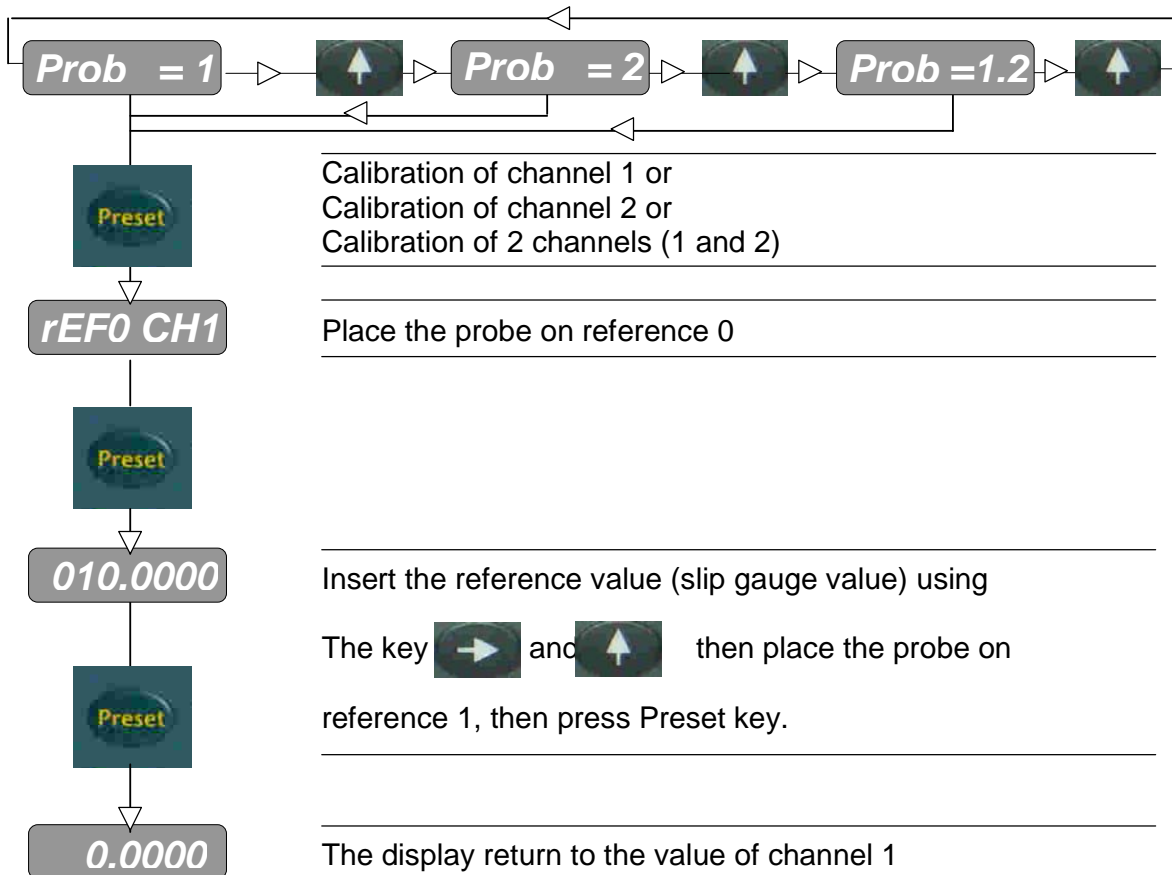 Prob = 1 Prob = 2 Prob =1.2
Preset
Calibration of channel 1 or
Calibration of channel 2 or
Calibration of 2 channels (1 and 2)
rEF0 CH1
Place the probe on reference 0
Preset
010.0000
Insert the reference value (slip gauge value) using
The key and then place the probe on
Preset
reference 1, then press Preset key.
0.0000
The display return to the value of channel 1